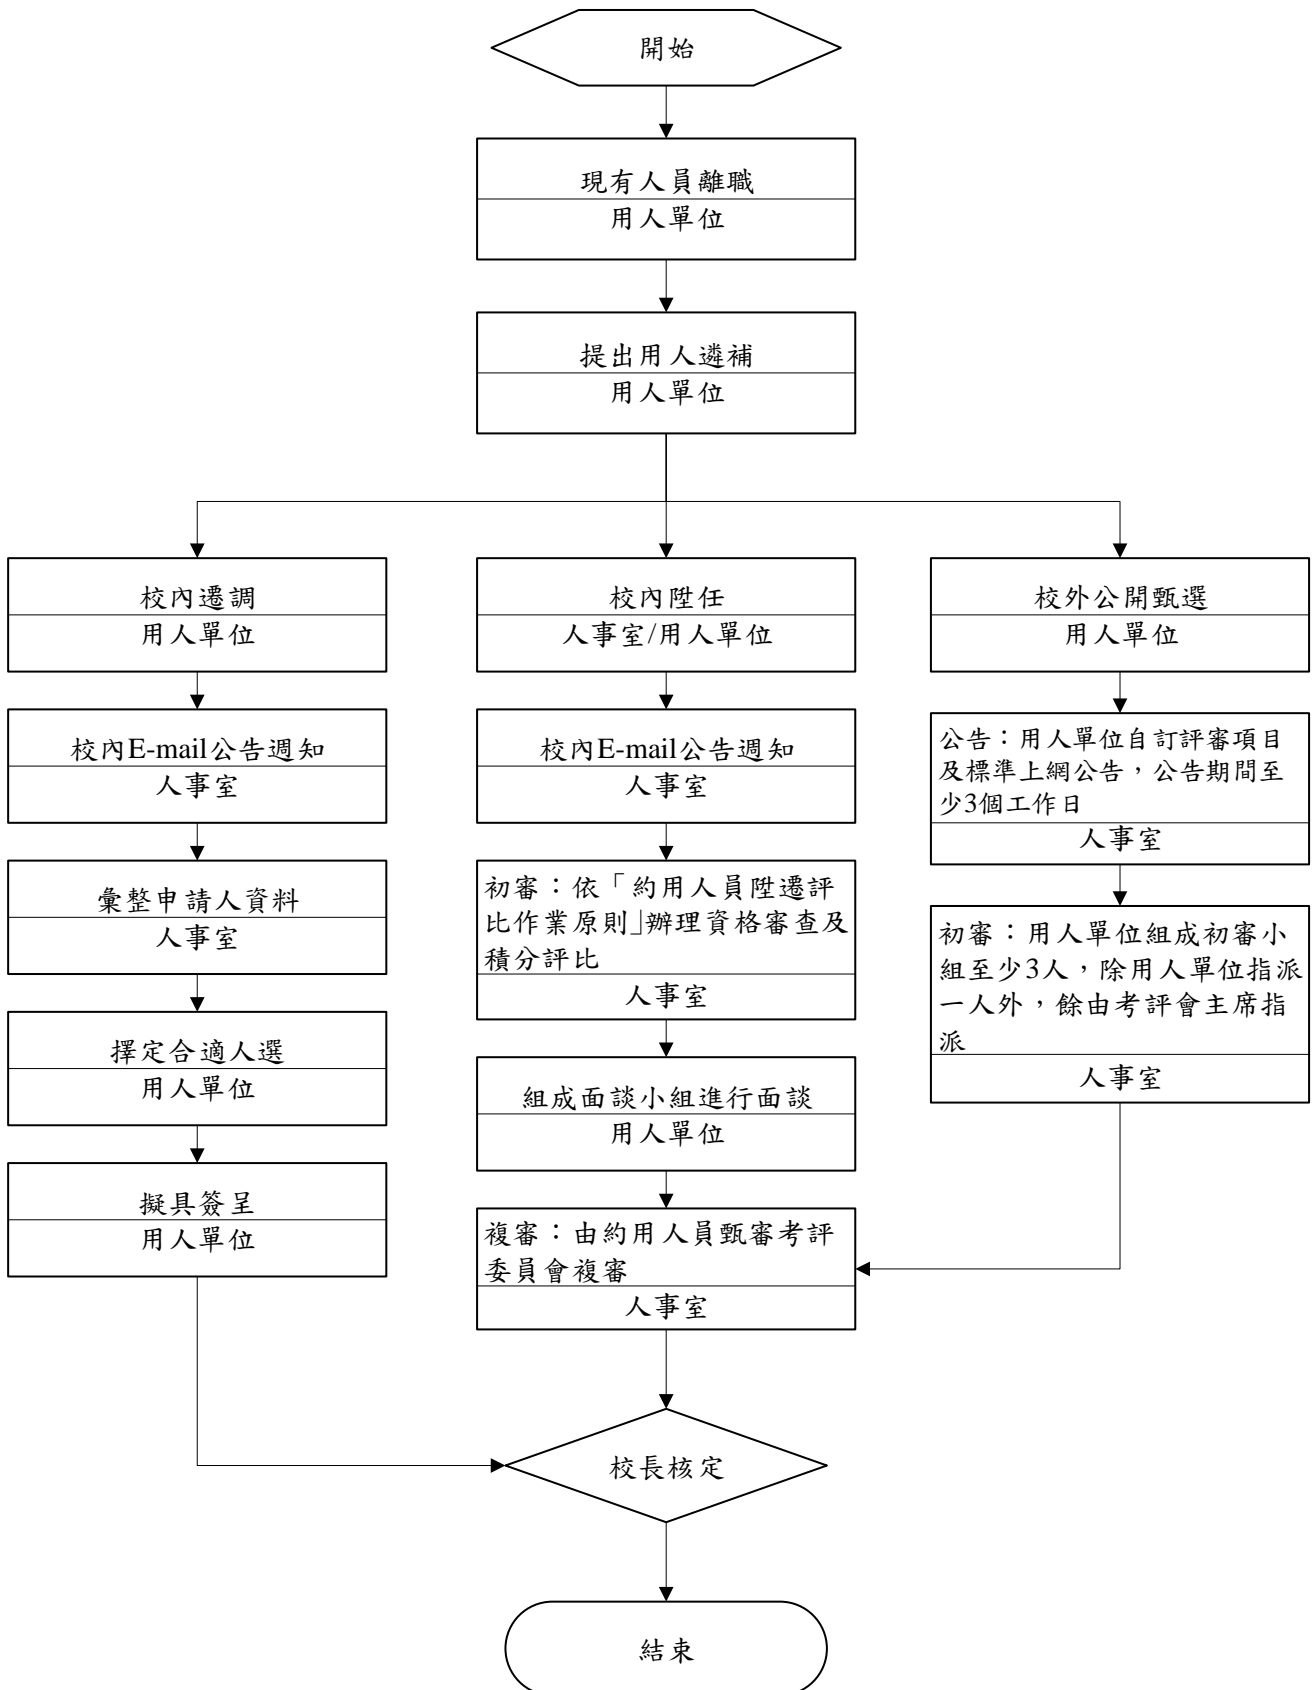 開始
現有人員離職
用人單位
提出用人遴補
用人單位
校內遷調
用人單位
校內E-mail公告週知
人事室
彙整申請人資料
人事室
擇定合適人選
用人單位
擬具簽呈
用人單位
校內陞任
人事室/用人單位
校內E-mail公告週知
人事室
初審：依「約用人員陞遷評
比作業原則」辦理資格審查及
積分評比
人事室
組成面談小組進行面談
用人單位
複審：由約用人員甄審考評
委員會複審
人事室
校外公開甄選
用人單位
公告：用人單位自訂評審項目
及標準上網公告，公告期間至
少3個工作日
人事室
初審：用人單位組成初審小
組至少3人，除用人單位指派
一人外，餘由考評會主席指
派
人事室
校長核定
結束